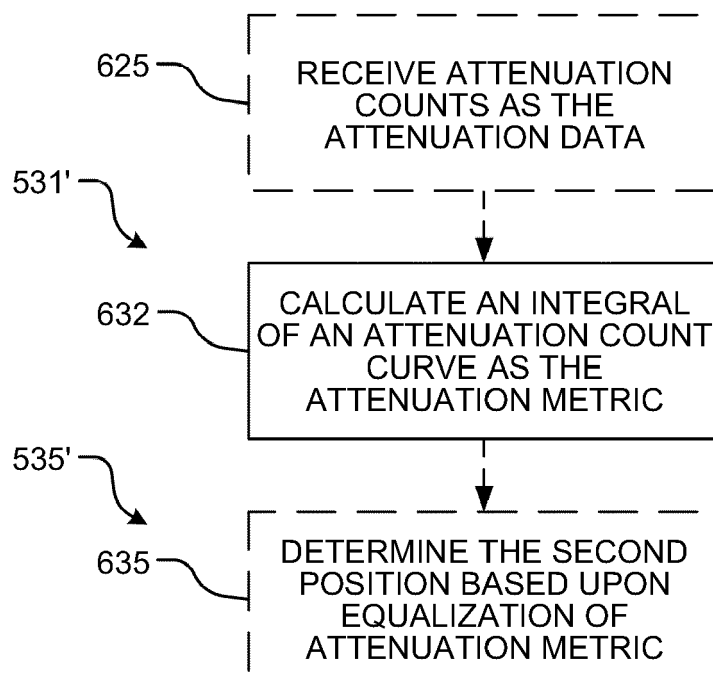 625
RECEIVE ATTENUATION
COUNTS AS THE
ATTENUATION DATA
531'
632
CALCULATE AN INTEGRAL
OF AN ATTENUATION COUNT
CURVE AS THE
ATTENUATION METRIC
535'
635
DETERMINE THE SECOND
POSITION BASED UPON
EQUALIZATION OF
ATTENUATION METRIC